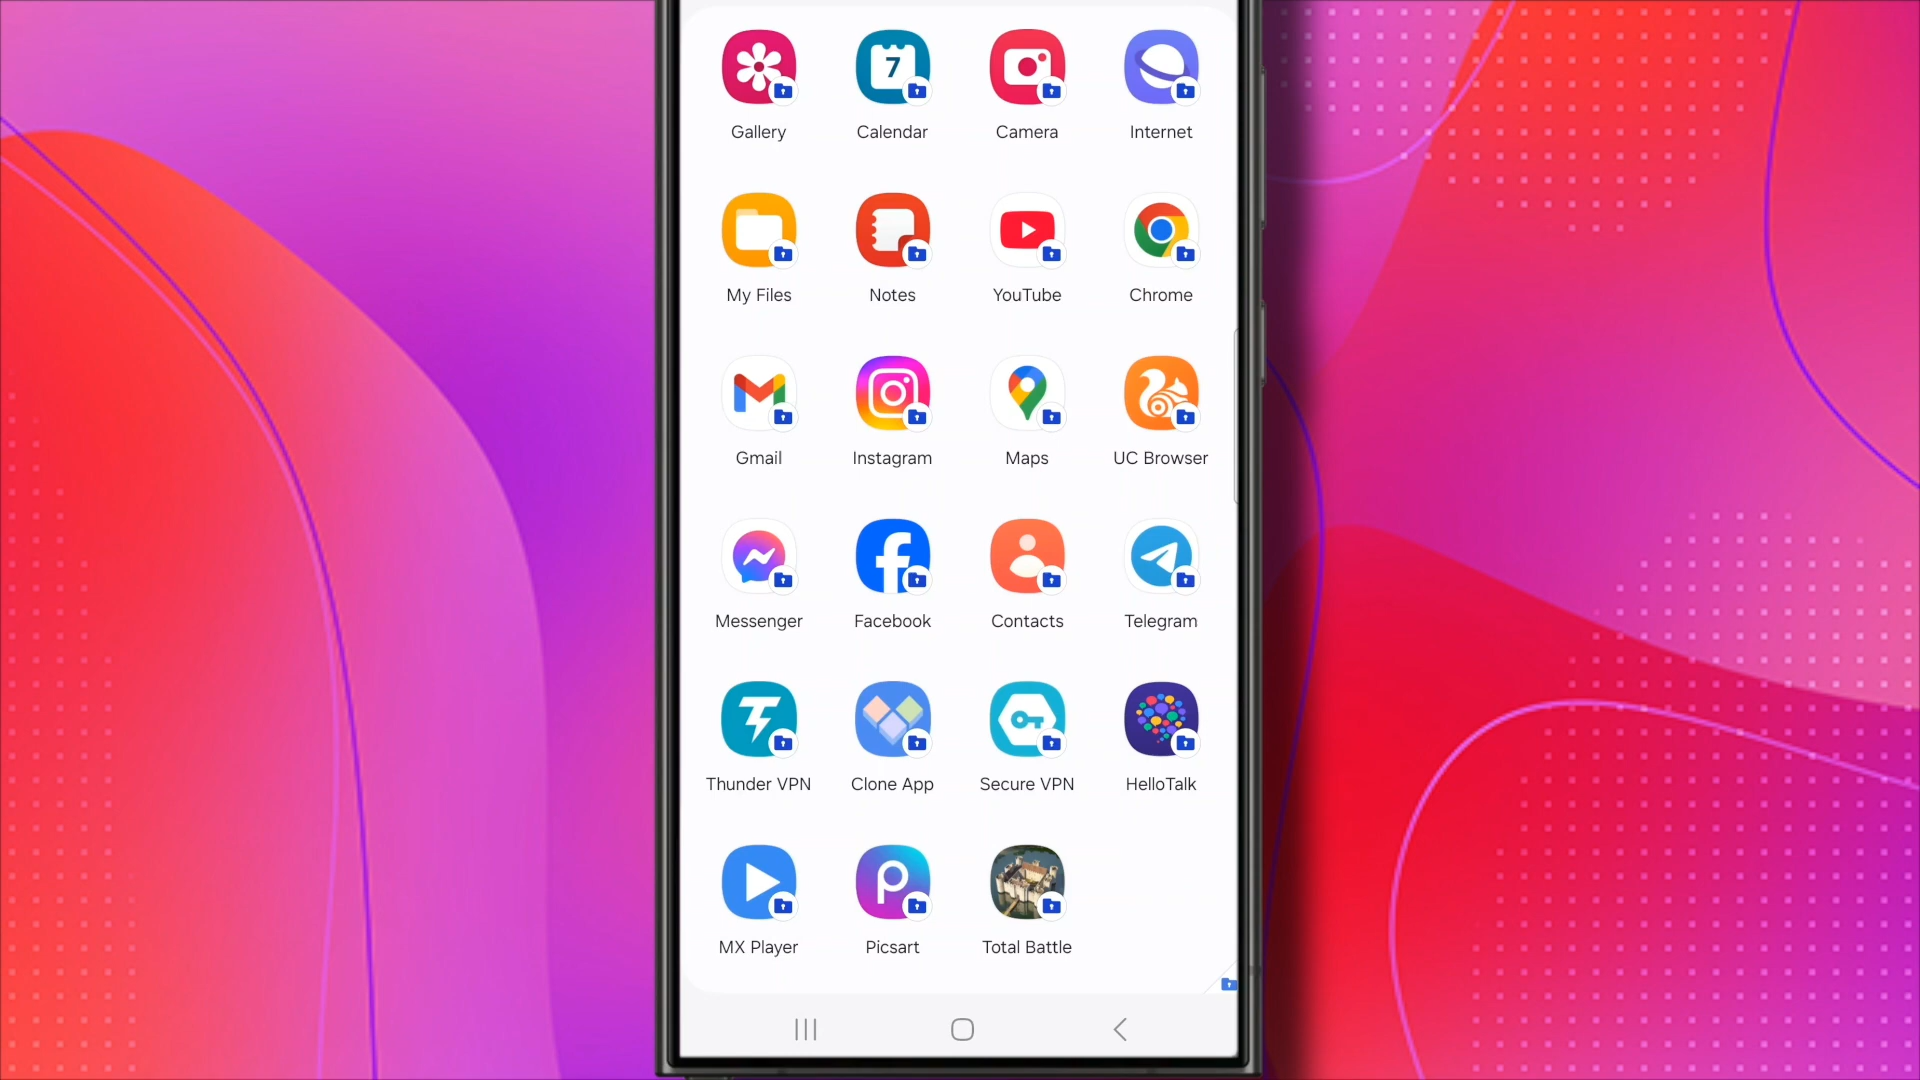 7
Gallery Calendar Camera Internet
My Files Notes YouTube Chrome
Gmail Instagram Maps UC Browser
Messenger Facebook Contacts Telegram
Thunder VPN Clone App Secure VPN HelloTalk
MX Player Picsart Total Battle